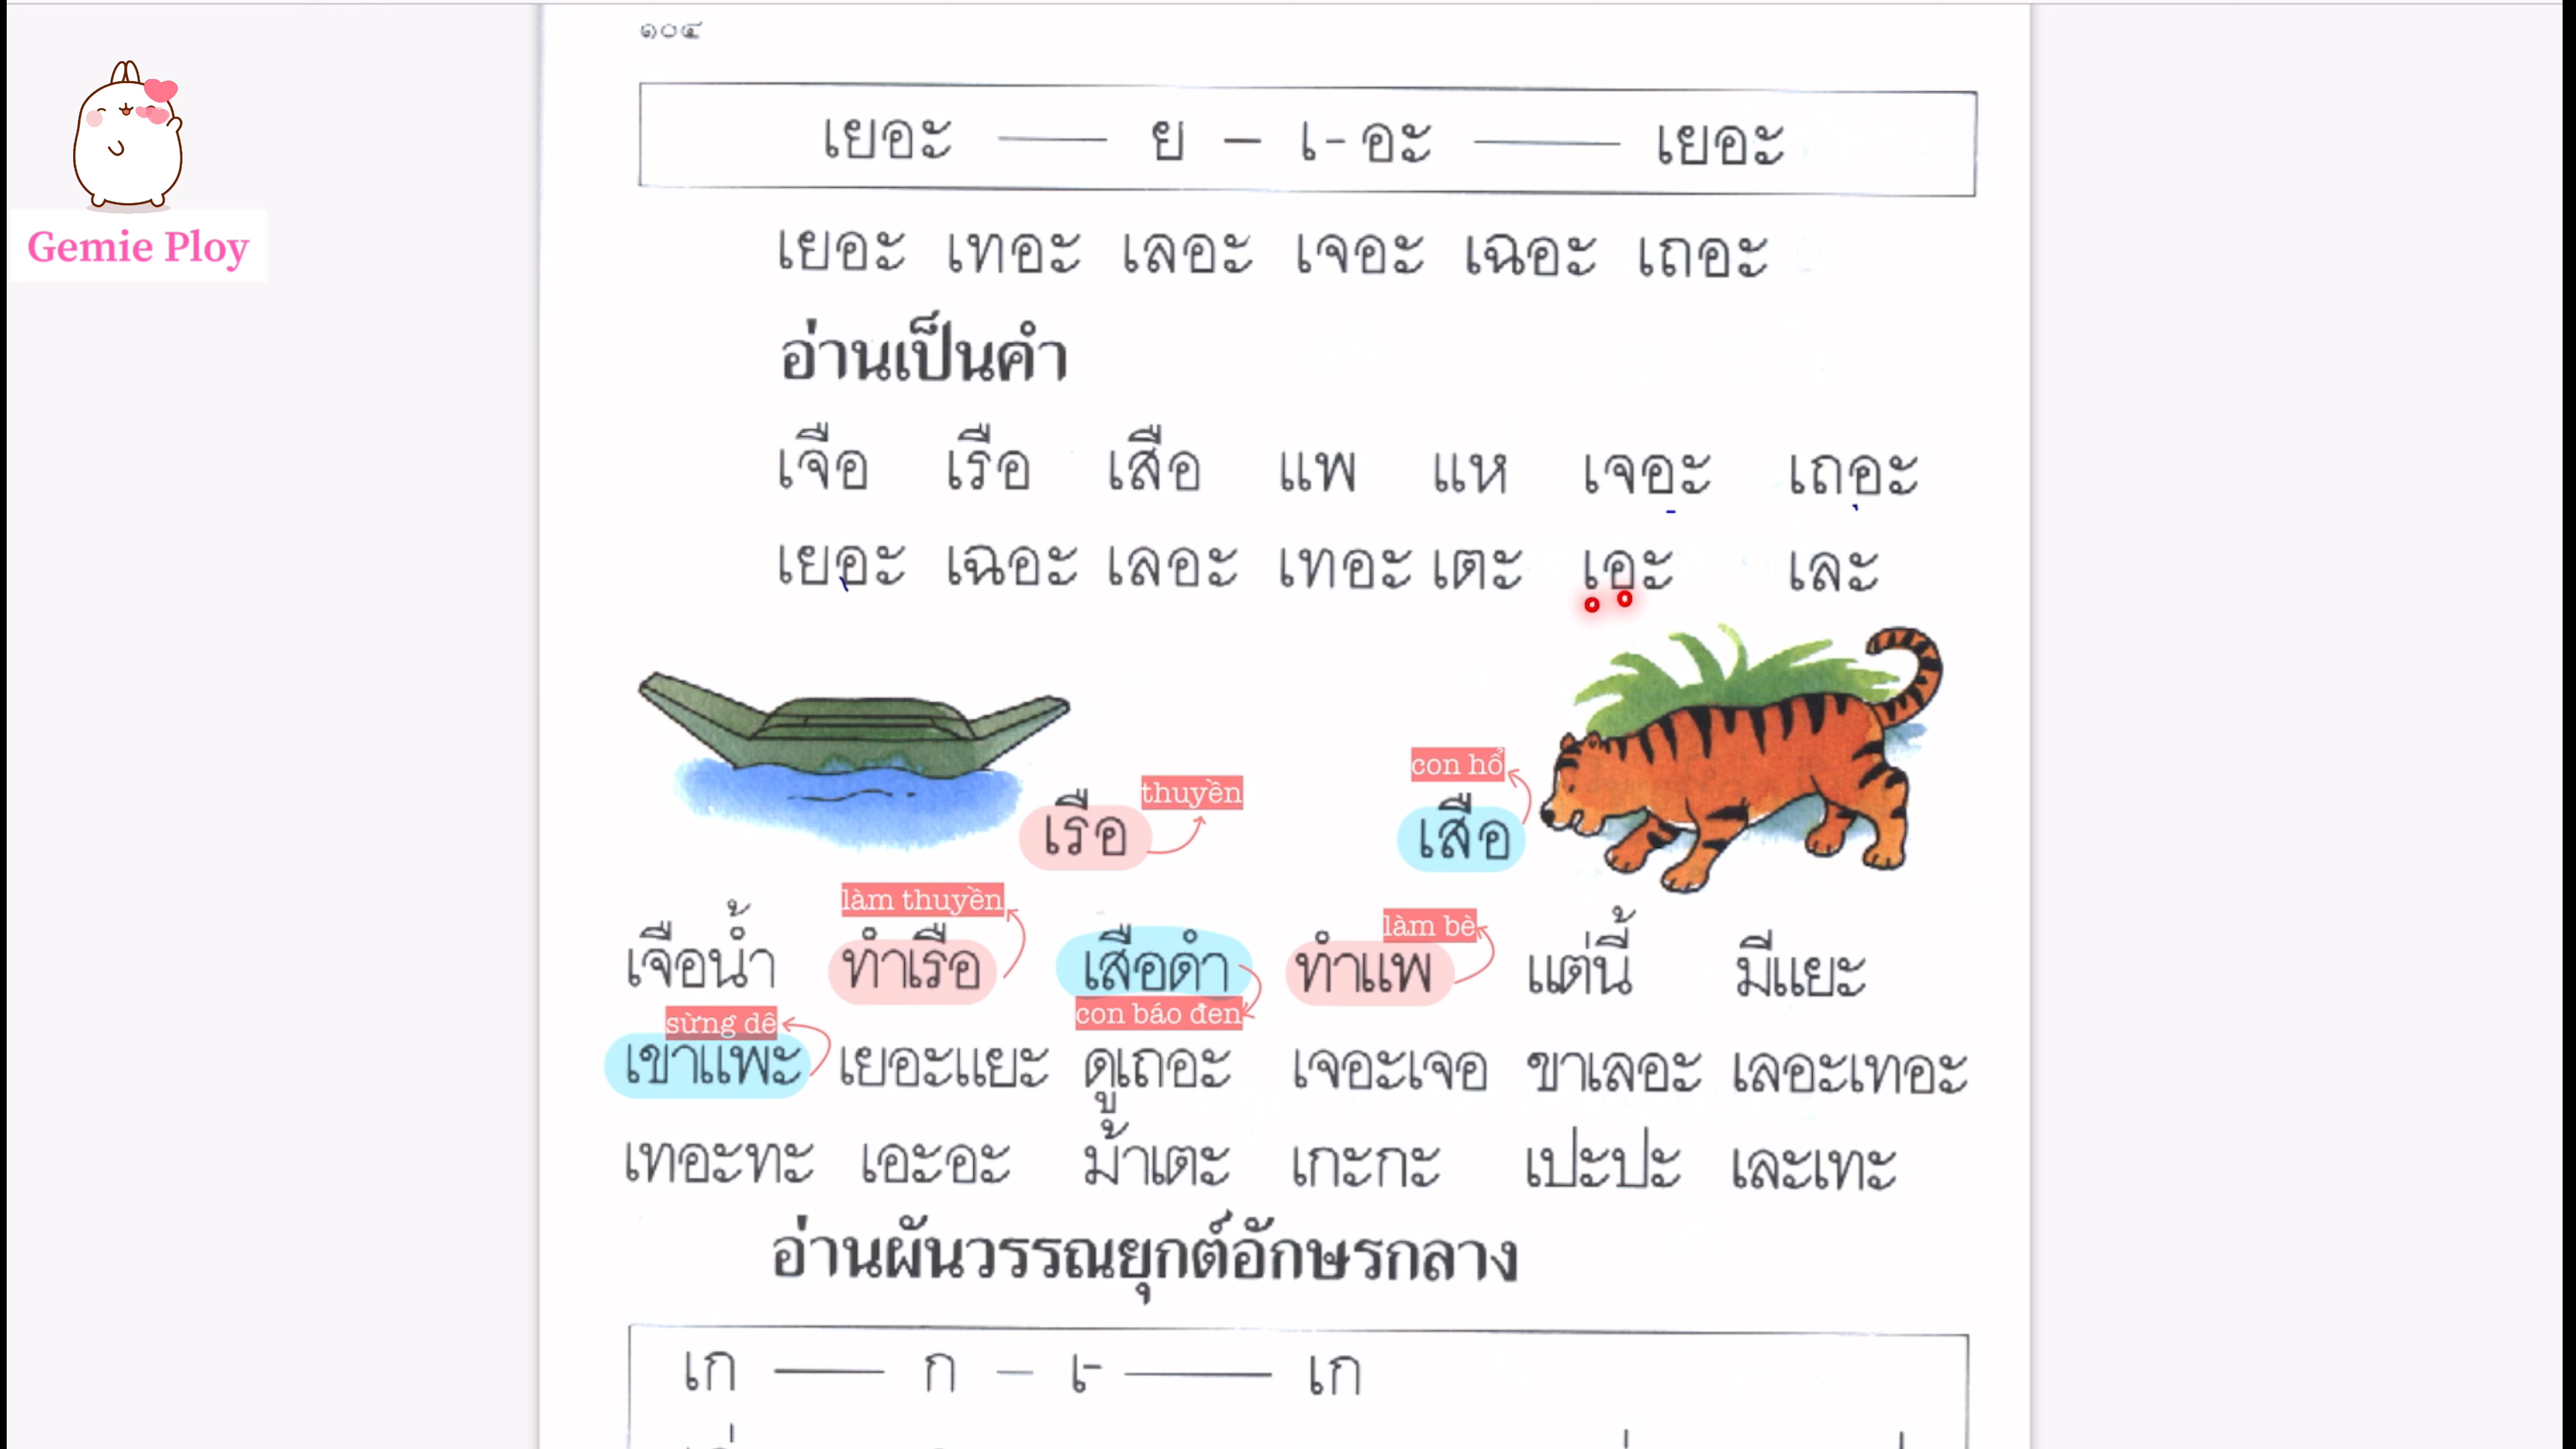 ๑๐๔
Gemie Ploy
เยอะ — ย – เ-อะ — เยอะ
เยอะ เทอะ เลอะ เจอะ เฉอะ เถอะ
อ่านเป็นคำ
เจือ เรือ เสือ แพ แห เจอะ เถอะ
เยอะ เฉอะ เลอะ เทอะ เตะ เอะ เละ
con hổ
thuyền
เรือ เสือ
làm thuyền làm bè
เจือน้ำ ทำเรือ เสือดำ ทำแพ แต่นี้ มีแยะ
sừng dê con báo đen
เขาแพะ เยอะแยะ ดูเถอะ เจอะเจอ ขาเลอะ เลอะเทอะ
เทอะทะ เอะอะ ม้าเตะ เกะกะ เปะปะ เละเทะ
อ่านผันวรรณยุกต์อักษรกลาง
เก — ก – เ- — เก